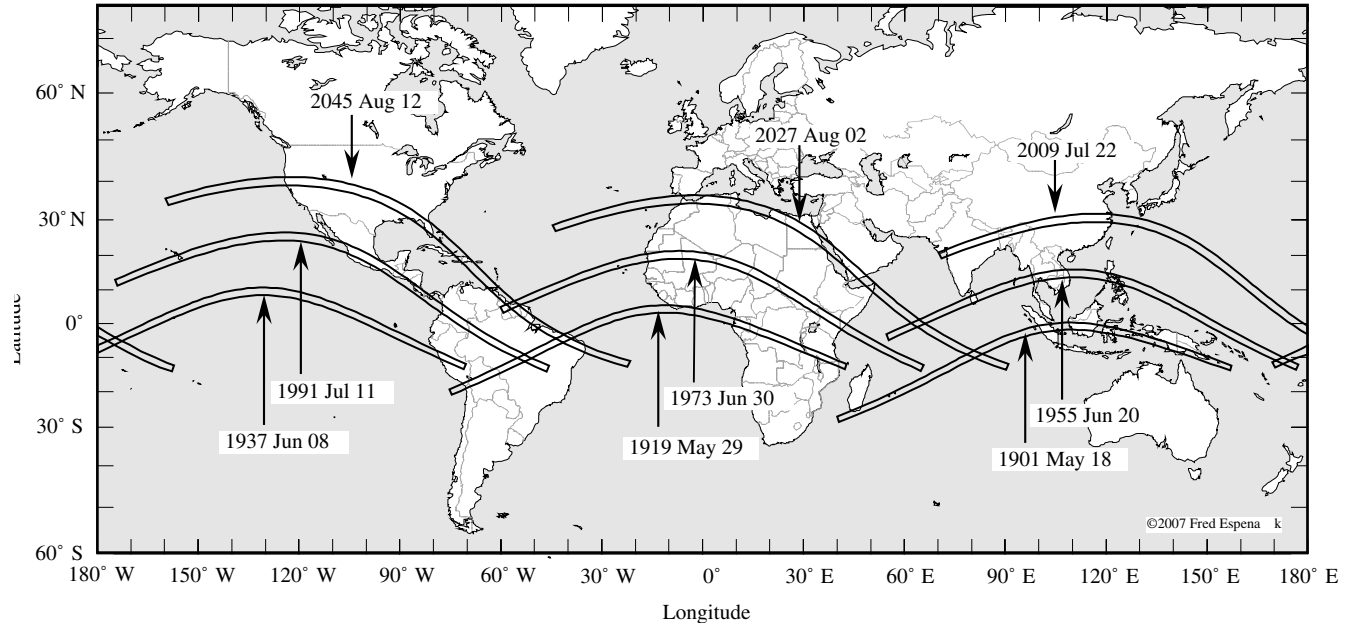 60° N
30° N
0°
30° S
60° S
Latitude
2045 Aug 12
2027 Aug 02
2009 Jul 22
1991 Jul 11
1973 Jun 30
1955 Jun 20
1937 Jun 08
1919 May 29
1901 May 18
©2007 Fred Espena k
180° W 150° W 120° W 90° W 60° W 30° W 0° 30° E 60° E 90° E 120° E 150° E 180° E
Longitude